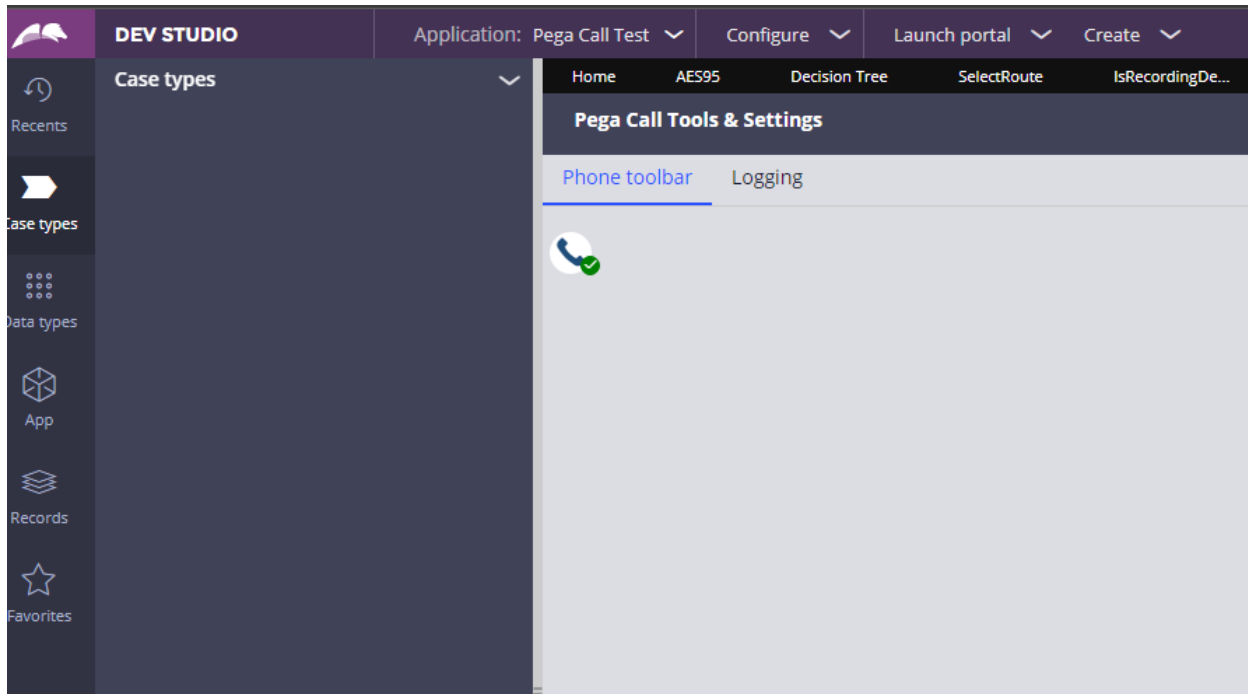 DEV STUDIO
Application: Pega Call Test
Configure
Launch portal
Create
Recents
Case types
Data types
App
Records
Favorites
Case types
Home
AES95
Decision Tree
SelectRoute
IsRecordingDe...
Pega Call Tools & Settings
Phone toolbar
Logging